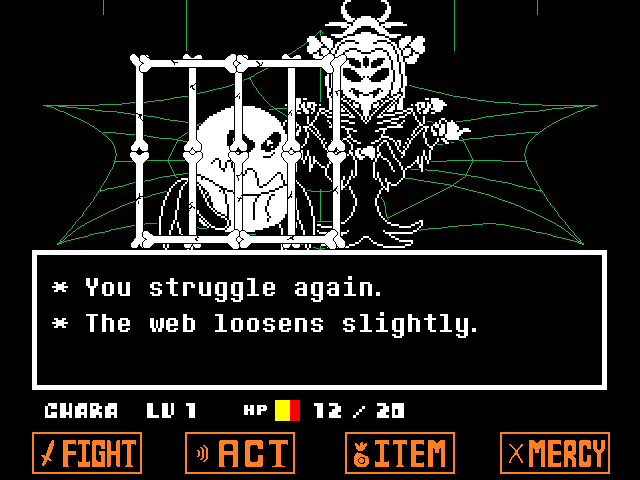 * You struggle again.
* The web loosens slightly.
CHARA LV 1 HP 12 / 20
FIGHT ACT ITEM MERCY